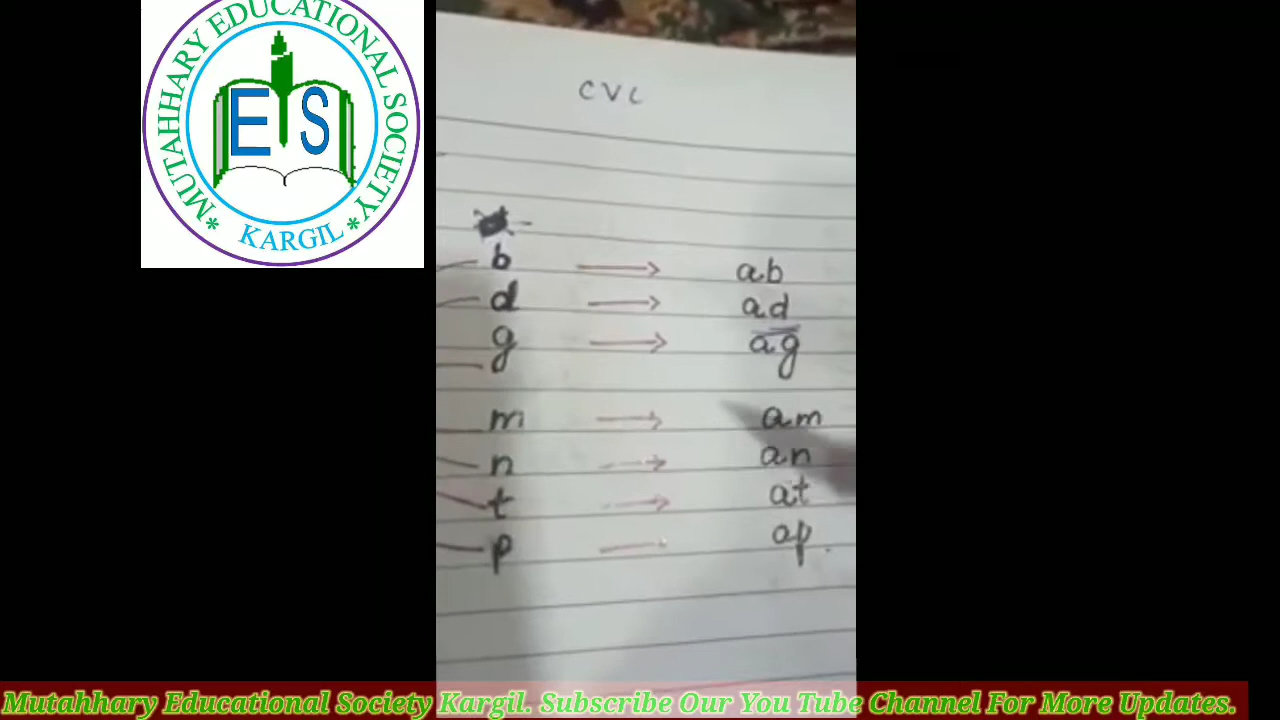 MUTAHHARY EDUCATIONAL SOCIETY
E S
* KARGIL *
CVC
b → ab
d → ad
g → ag
m → am
n → an
t → at
p → ap.
Mutahhary Educational Society Kargil. Subscribe Our You Tube Channel For More Updates.